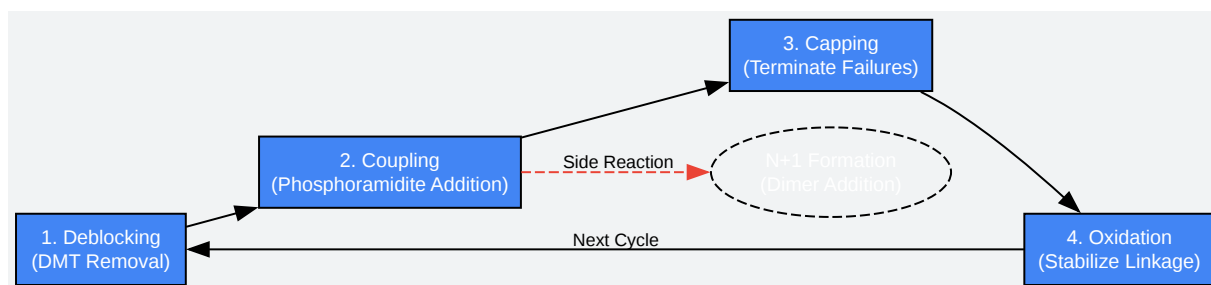 3. Capping
(Terminate Failures)
2. Coupling
(Phosphoramidite Addition)
Side Reaction
N+1 Formation
(Dimer Addition)
1. Deblocking
(DMT Removal)
Next Cycle
4. Oxidation
(Stabilize Linkage)